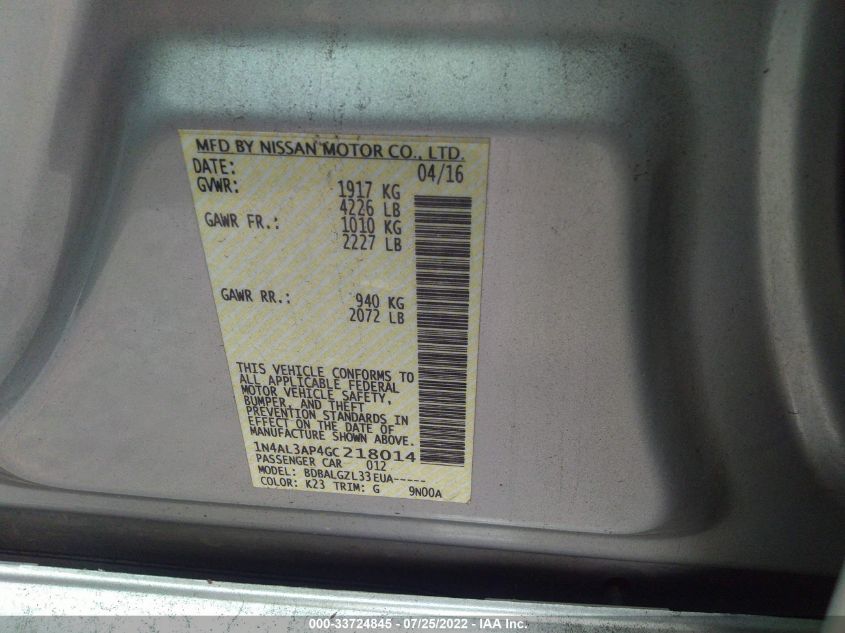 MFD BY NISSAN MOTOR CO., LTD.
DATE: 04/16
GVWR: 1917 KG
4226 LB
GAWR FR.: 1010 KG
2227 LB
GAWR RR.: 940 KG
2072 LB
THIS VEHICLE CONFORMS TO
ALL APPLICABLE FEDERAL
MOTOR VEHICLE SAFETY,
BUMPER, AND THEFT
PREVENTION STANDARDS IN
EFFECT ON THE DATE OF
MANUFACTURE SHOWN ABOVE.
1N4AL3AP4GC218014
PASSENGER CAR 012
MODEL: BDBALGZL33EUA-----
COLOR: K23 TRIM: G 9N00A
000-33724845 - 07/25/2022 - IAA Inc.